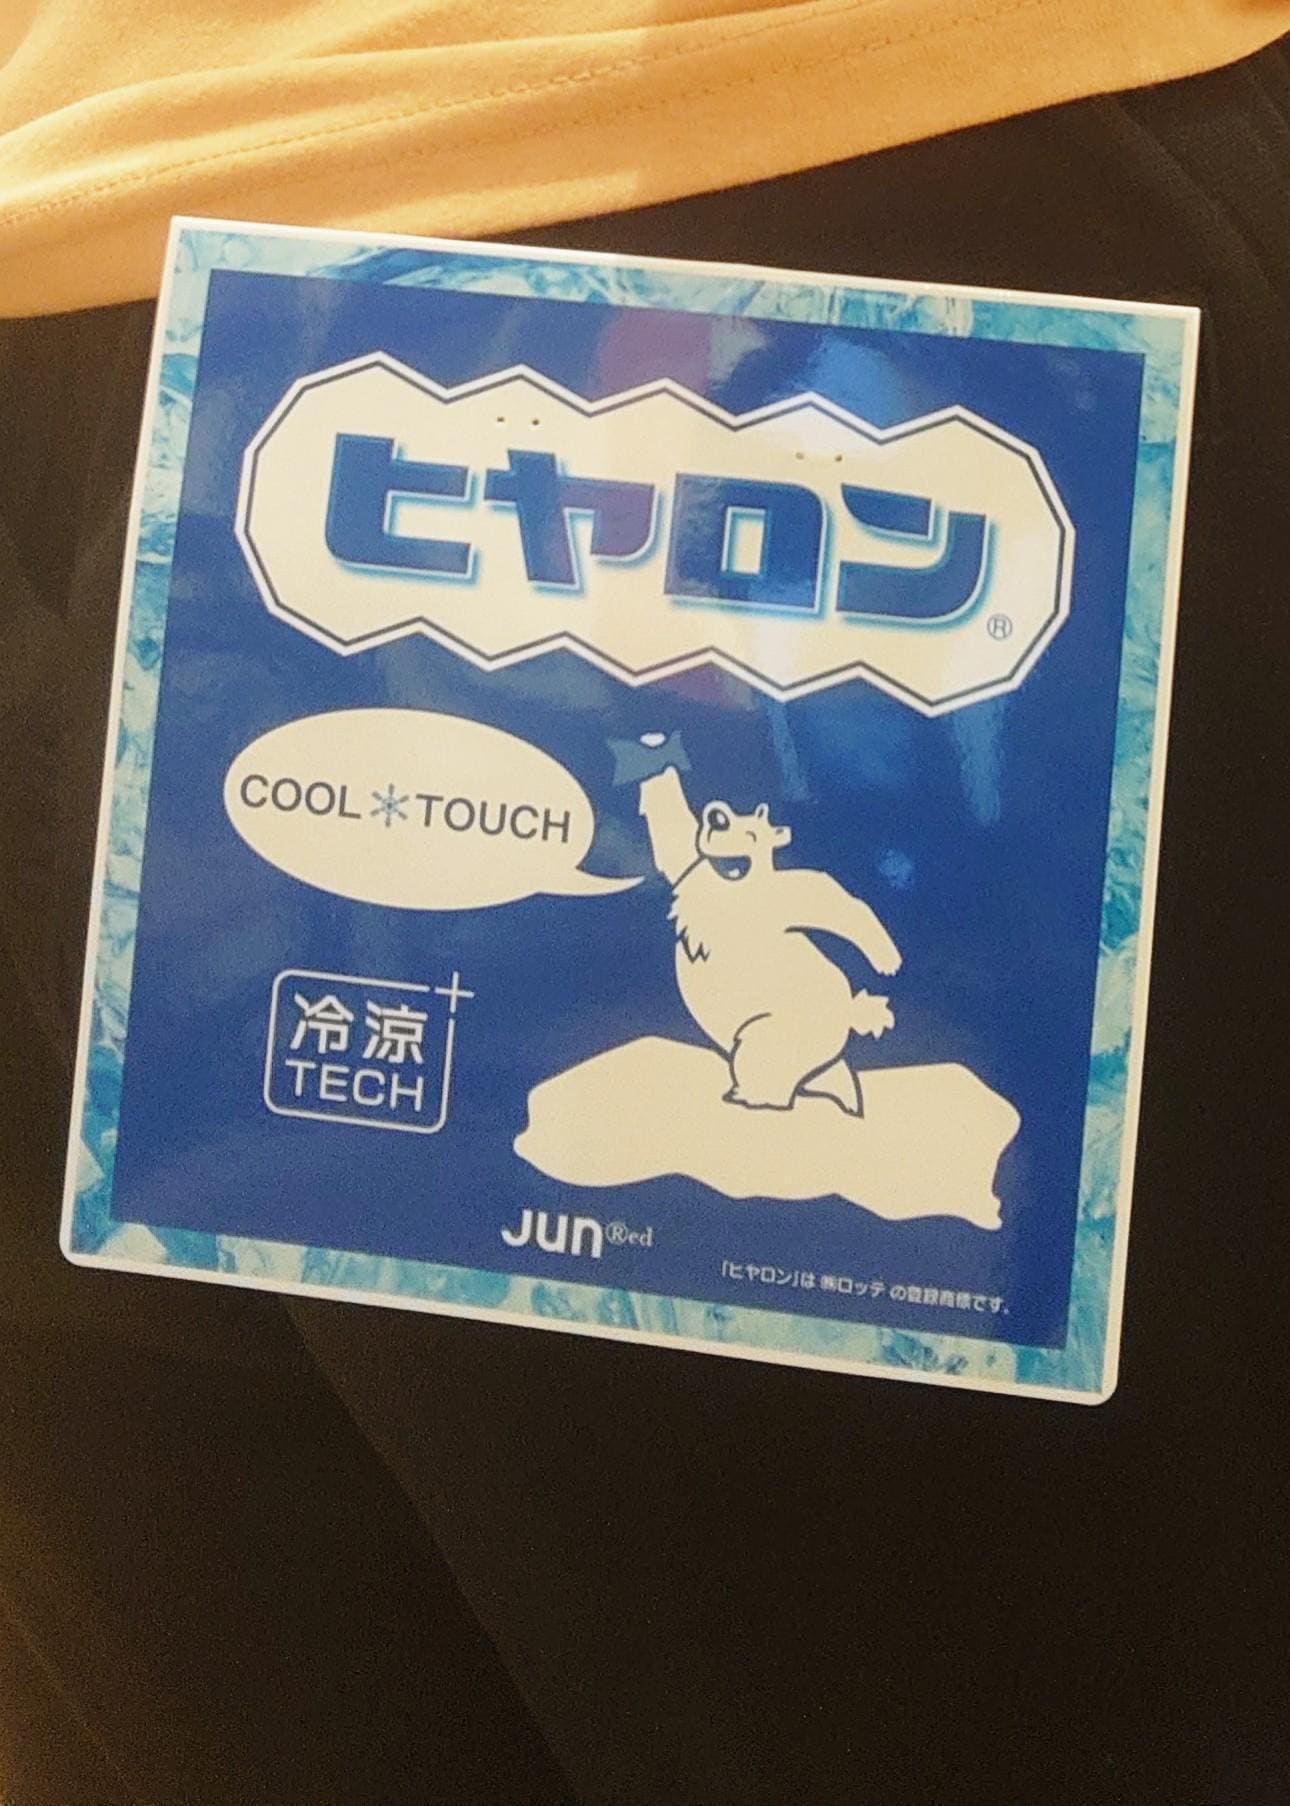 ヒヤロン®
COOL＊TOUCH
冷涼
TECH
Jun®ed
「ヒヤロン」は ㈱ロッテ の登録商標です。